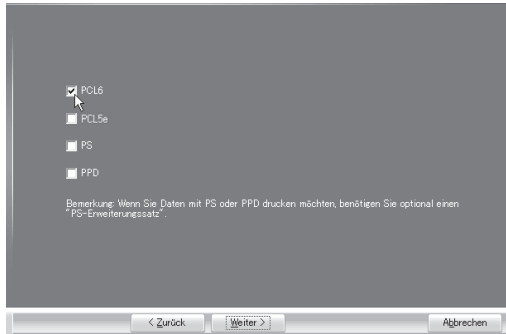 PCL6
PCL5e
PS
PPD
Bemerkung: Wenn Sie Daten mit PS oder PPD drucken möchten, benötigen Sie optional einen
"PS-Erweiterungssatz".
< Zurück
Weiter >
Abbrechen